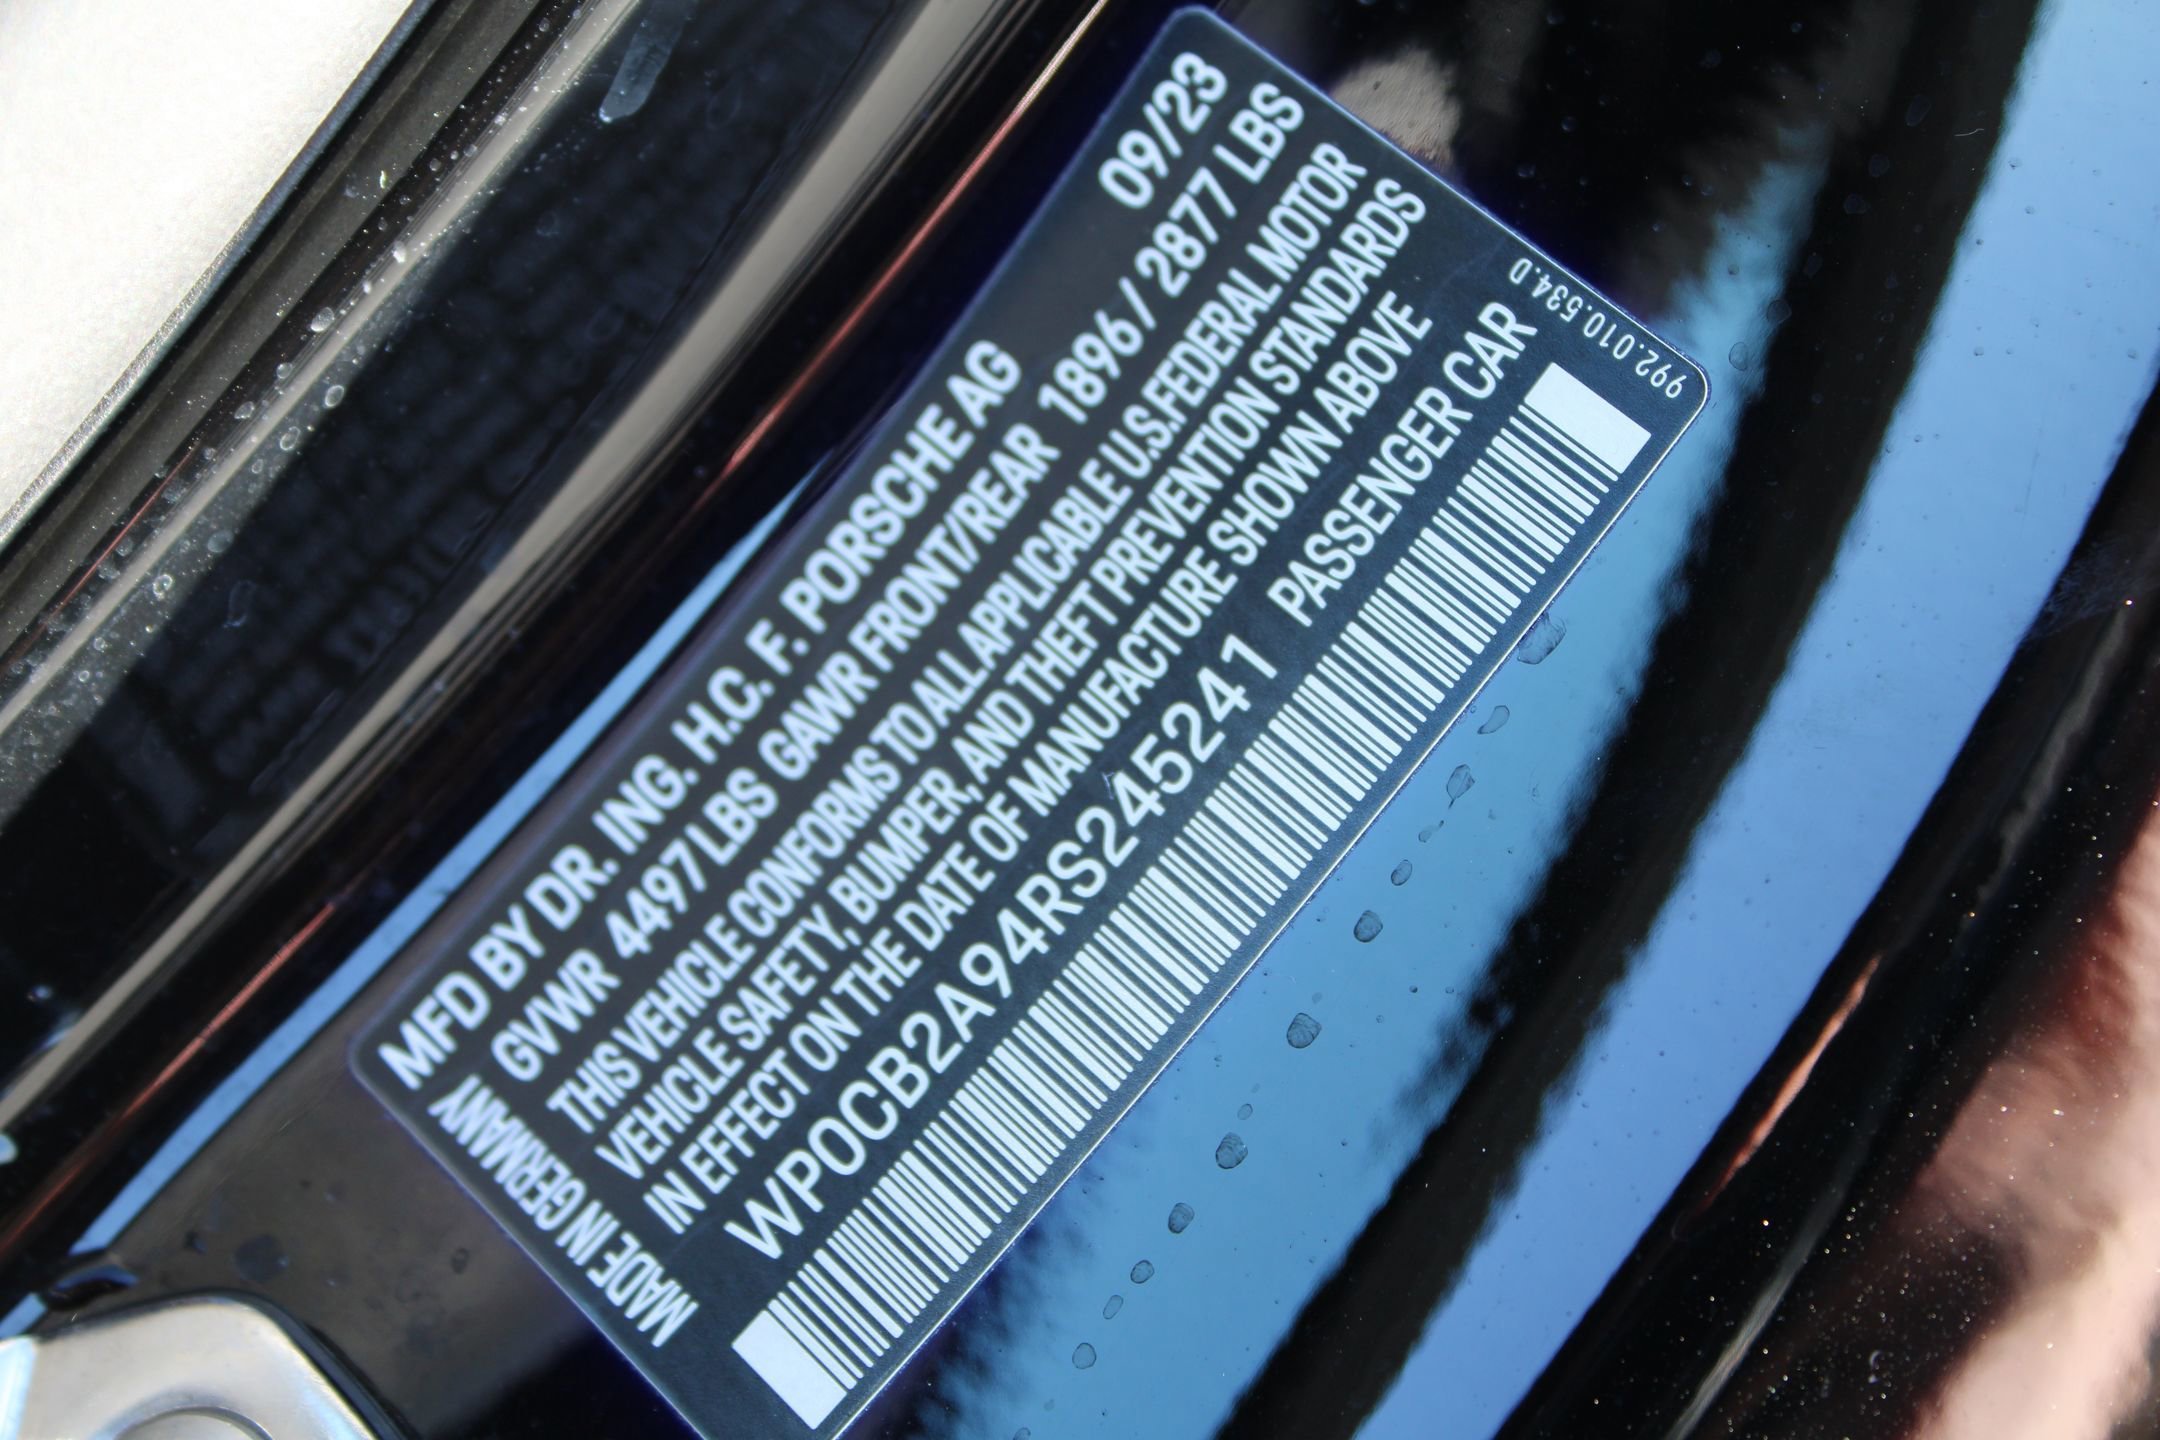 MFD BY DR. ING. H.C. F. PORSCHE AG 09/23
GVWR 4497 LBS GAWR FRONT/REAR 1896 / 2877 LBS
THIS VEHICLE CONFORMS TO ALL APPLICABLE U.S.FEDERAL MOTOR
VEHICLE SAFETY, BUMPER, AND THEFT PREVENTION STANDARDS
IN EFFECT ON THE DATE OF MANUFACTURE SHOWN ABOVE
WP0CB2A94RS245241 PASSENGER CAR
MADE IN GERMANY
992.010.534.D